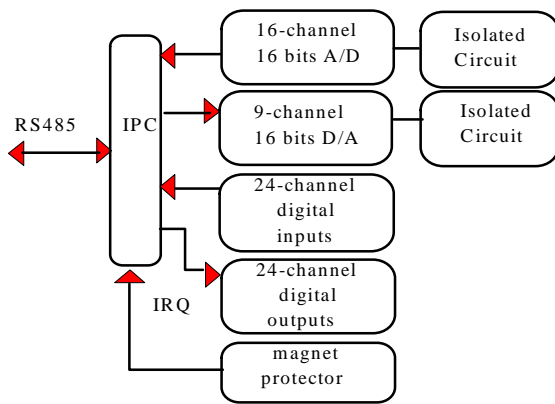 16-channel
16 bits A/D
Isolated
Circuit
RS485
IPC
9-channel
16 bits D/A
Isolated
Circuit
24-channel
digital
inputs
IRQ
24-channel
digital
outputs
magnet
protector